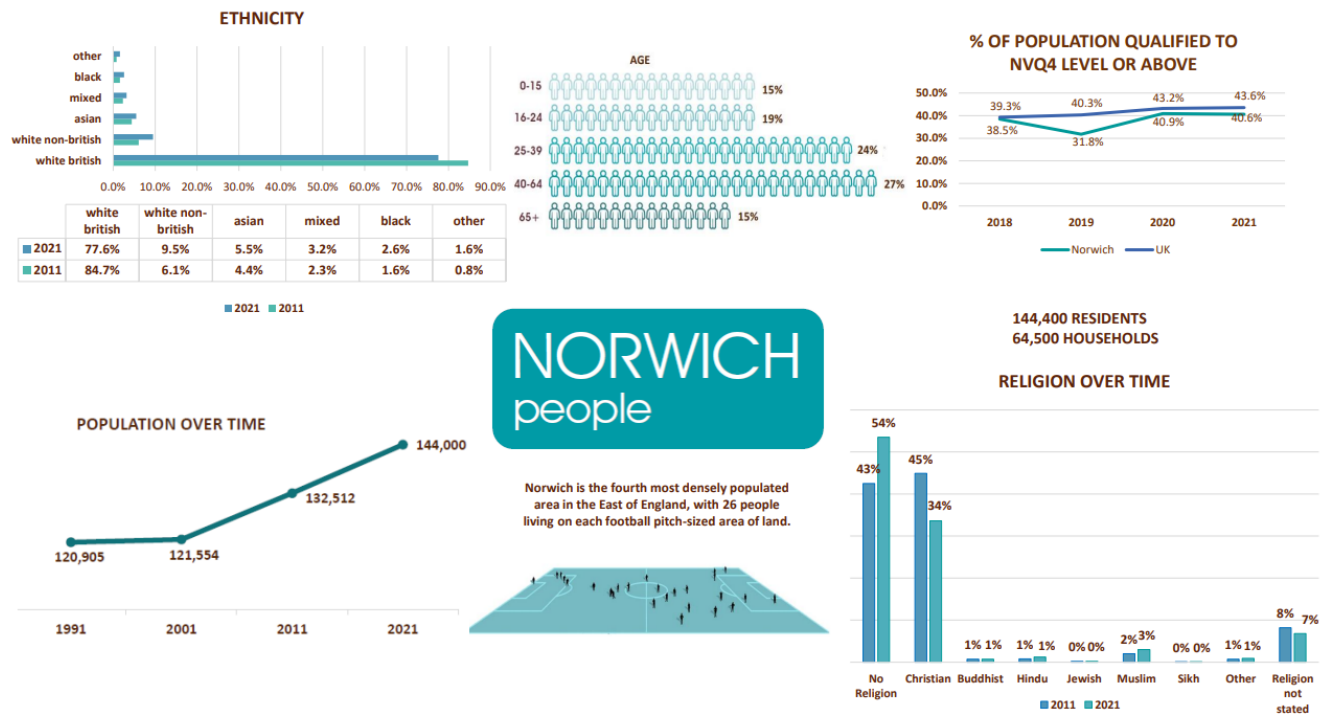 ETHNICITY
other
black
mixed
asian
white non-british
white british
0.0% 10.0% 20.0% 30.0% 40.0% 50.0% 60.0% 70.0% 80.0% 90.0%
white british white non-british asian mixed black other
2021 77.6% 9.5% 5.5% 3.2% 2.6% 1.6%
2011 84.7% 6.1% 4.4% 2.3% 1.6% 0.8%
2021 2011
AGE
0-15 15%
16-24 19%
25-39 24%
40-64 27%
65+ 15%
% OF POPULATION QUALIFIED TO
NVQ4 LEVEL OR ABOVE
50.0%
40.0%
30.0%
20.0%
10.0%
0.0%
39.3% 40.3% 43.2% 43.6%
38.5% 31.8% 40.9% 40.6%
2018 2019 2020 2021
Norwich UK
NORWICH
people
144,400 RESIDENTS
64,500 HOUSEHOLDS
POPULATION OVER TIME
120,905 121,554 132,512 144,000
1991 2001 2011 2021
Norwich is the fourth most densely populated
area in the East of England, with 26 people
living on each football pitch-sized area of land.
RELIGION OVER TIME
43% 54% 45% 34% 1% 1% 1% 1% 0% 0% 2% 3% 0% 0% 1% 1% 8% 7%
No Religion Christian Buddhist Hindu Jewish Muslim Sikh Other Religion not stated
2011 2021